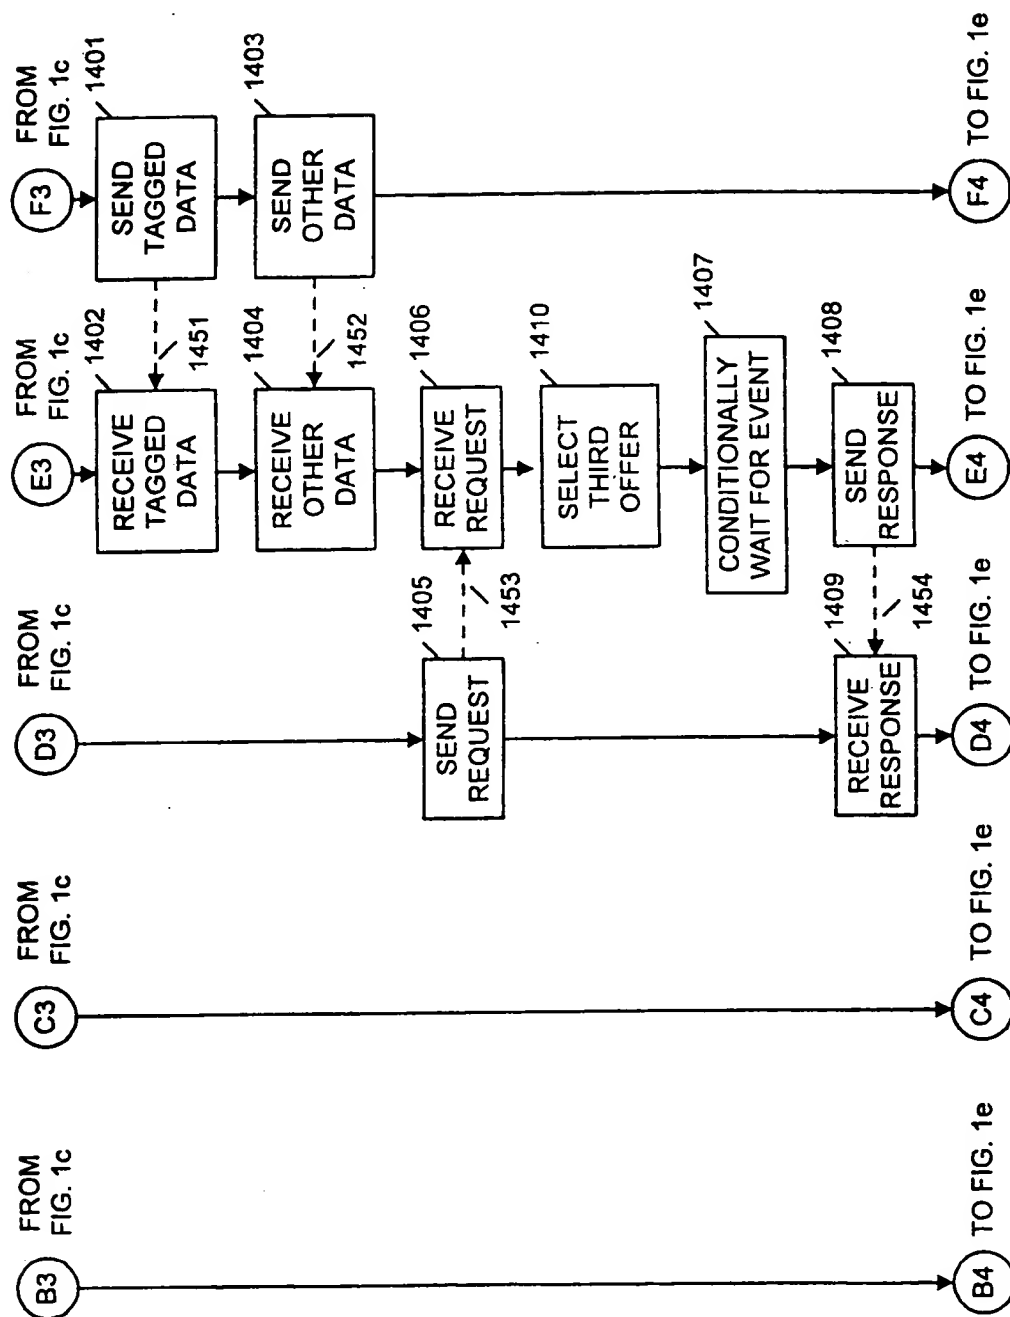 B3
FROM
FIG. 1c
C3
FROM
FIG. 1c
D3
FROM
FIG. 1c
E3
FROM
FIG. 1c
F3
FROM
FIG. 1c
1401
SEND
TAGGED
DATA
1402
RECEIVE
TAGGED
DATA
1451
1403
SEND
OTHER
DATA
1404
RECEIVE
OTHER
DATA
1452
1405
SEND
REQUEST
1406
RECEIVE
REQUEST
1453
1410
SELECT
THIRD
OFFER
1407
CONDITIONALLY
WAIT FOR EVENT
1408
SEND
RESPONSE
1409
RECEIVE
RESPONSE
1454
B4
TO FIG. 1e
C4
TO FIG. 1e
D4
TO FIG. 1e
E4
TO FIG. 1e
F4
TO FIG. 1e